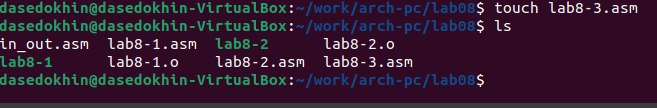 dasedokhin@dasedokhin-VirtualBox:~/work/arch-pc/lab08$ touch lab8-3.asm
dasedokhin@dasedokhin-VirtualBox:~/work/arch-pc/lab08$ ls
in_out.asm  lab8-1.asm  lab8-2      lab8-2.o
lab8-1      lab8-1.o    lab8-2.asm  lab8-3.asm
dasedokhin@dasedokhin-VirtualBox:~/work/arch-pc/lab08$